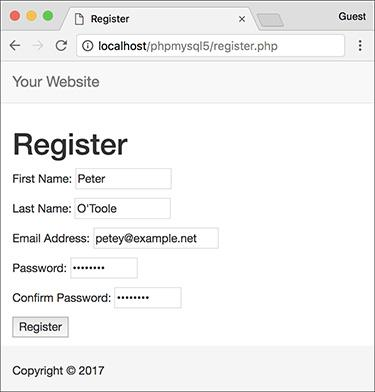 Register
Guest
localhost/phpmysql5/register.php
Your Website
Register
First Name: Peter
Last Name: O'Toole
Email Address: petey@example.net
Password: ••••••••
Confirm Password: ••••••••
Register
Copyright © 2017